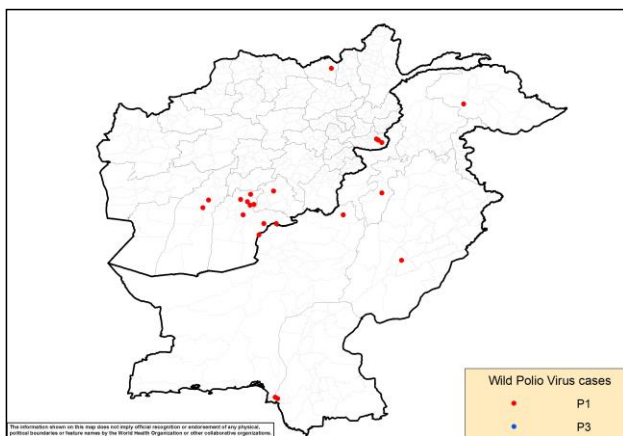 Wild Polio Virus cases
P1
P3
The information shown on this map does not imply official recognition or endorsement of any physical,
political boundaries or feature names by the World Health Organization or other collaborative organizations.